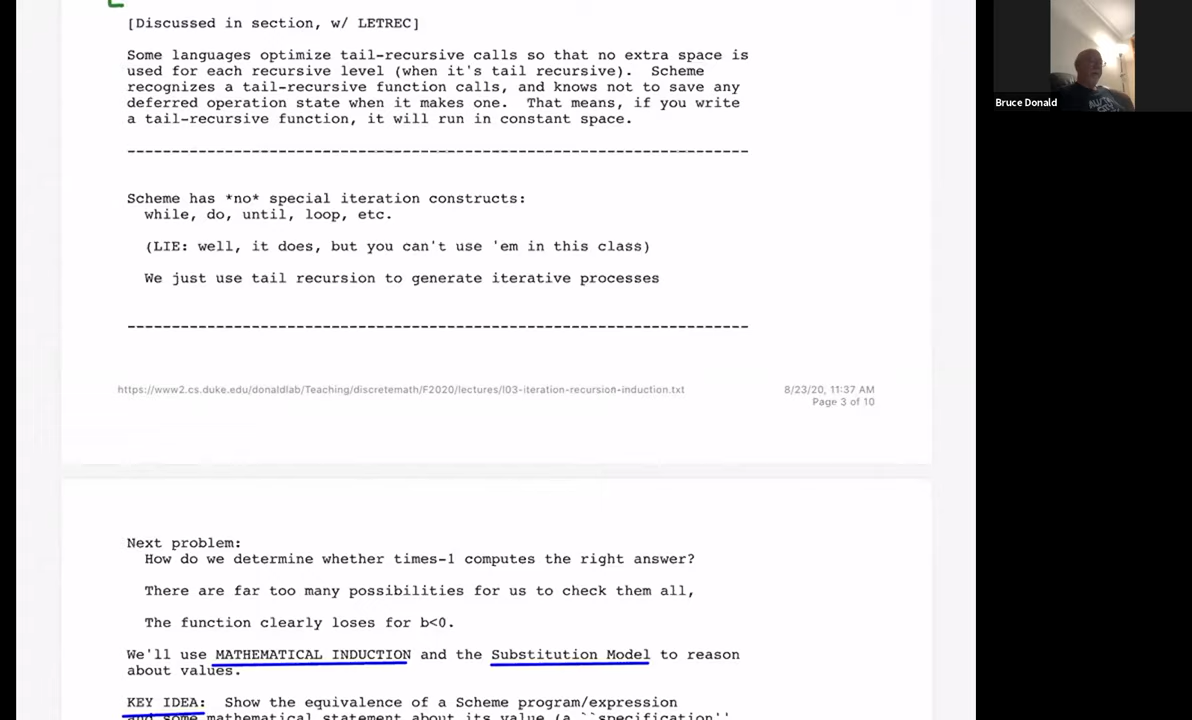 [Discussed in section, w/ LETREC]
Some languages optimize tail-recursive calls so that no extra space is
used for each recursive level (when it's tail recursive).  Scheme
recognizes a tail-recursive function calls, and knows not to save any
deferred operation state when it makes one.  That means, if you write
a tail-recursive function, it will run in constant space.
----------------------------------------------------------------------
Scheme has *no* special iteration constructs:
while, do, until, loop, etc.
(LIE: well, it does, but you can't use 'em in this class)
We just use tail recursion to generate iterative processes
----------------------------------------------------------------------
https://www2.cs.duke.edu/donaldlab/Teaching/discretemath/F2020/lectures/l03-iteration-recursion-induction.txt
8/23/20, 11:37 AM
Page 3 of 10
Next problem:
How do we determine whether times-1 computes the right answer?
There are far too many possibilities for us to check them all,
The function clearly loses for b<0.
We'll use MATHEMATICAL INDUCTION and the Substitution Model to reason
about values.
KEY IDEA:  Show the equivalence of a Scheme program/expression
and some mathematical statement about its value (a ``specification''
Bruce Donald